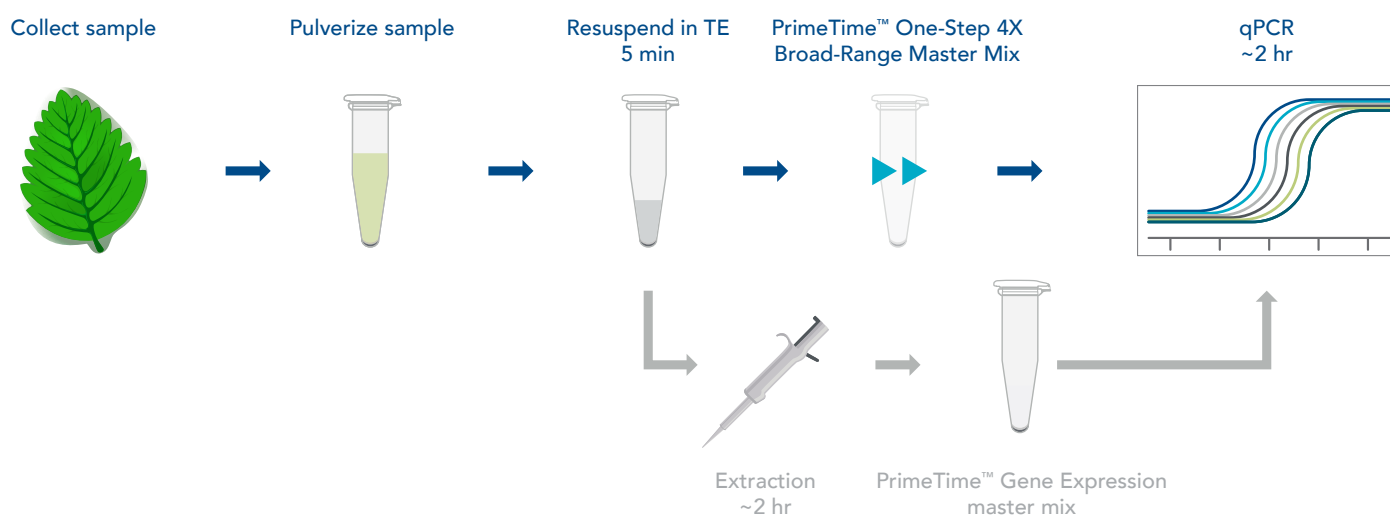 Collect sample
Pulverize sample
Resuspend in TE
5 min
PrimeTime™ One-Step 4X
Broad-Range Master Mix
qPCR
~2 hr
Extraction
~2 hr
PrimeTime™ Gene Expression
master mix